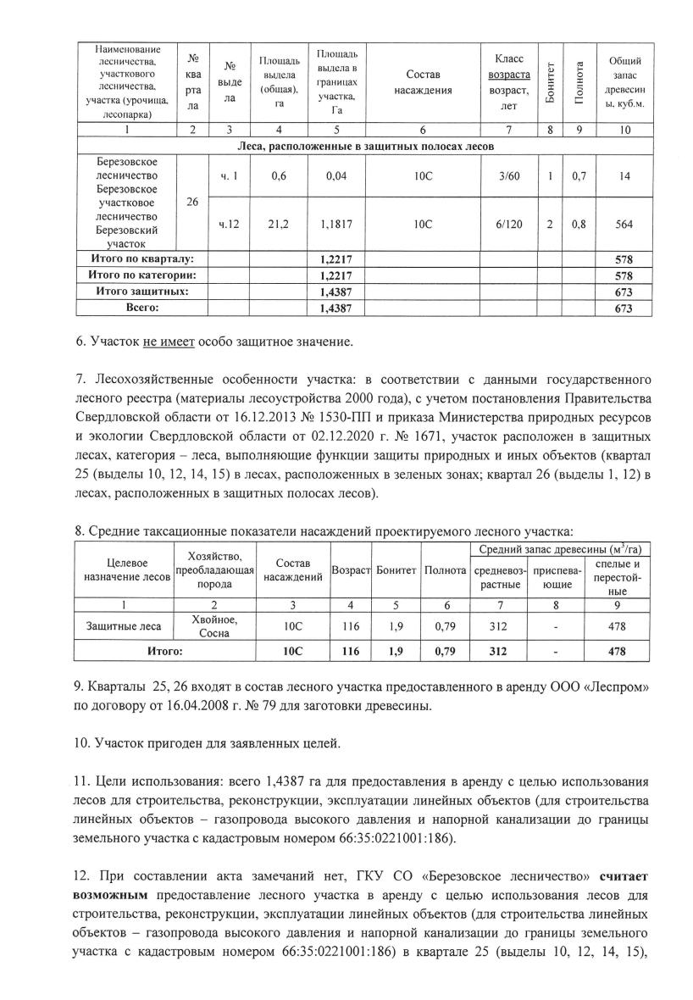 Наименование лесничества, участкового лесничества, участка (урочища, лесопарка)
№ ква рта ла
№ выде ла
Площадь выдела (общая), га
Площадь выдела в границах участка, Га
Состав насаждения
Класс возраста возраст, лет
Бонитет
Полнота
Общий запас древесин ы, куб.м.
1 2 3 4 5 6 7 8 9 10
Леса, расположенные в защитных полосах лесов
Березовское лесничество Березовское участковое лесничество Березовский участок
26
ч. 1 0,6 0,04 10С 3/60 1 0,7 14
ч.12 21,2 1,1817 10С 6/120 2 0,8 564
Итого по кварталу: 1,2217 578
Итого по категории: 1,2217 578
Итого защитных: 1,4387 673
Всего: 1,4387 673
6. Участок не имеет особо защитное значение.
7. Лесохозяйственные особенности участка: в соответствии с данными государственного
лесного реестра (материалы лесоустройства 2000 года), с учетом постановления Правительства
Свердловской области от 16.12.2013 № 1530-ПП и приказа Министерства природных ресурсов
и экологии Свердловской области от 02.12.2020 г. № 1671, участок расположен в защитных
лесах, категория – леса, выполняющие функции защиты природных и иных объектов (квартал
25 (выделы 10, 12, 14, 15) в лесах, расположенных в зеленых зонах; квартал 26 (выделы 1, 12) в
лесах, расположенных в защитных полосах лесов).
8. Средние таксационные показатели насаждений проектируемого лесного участка:
Целевое назначение лесов
Хозяйство, преобладающая порода
Состав насаждений
Возраст
Бонитет
Полнота
Средний запас древесины (м³/га)
средневоз-растные
приспева-ющие
спелые и перестой-ные
1 2 3 4 5 6 7 8 9
Защитные леса Хвойное, Сосна 10С 116 1,9 0,79 312 - 478
Итого: 10С 116 1,9 0,79 312 - 478
9. Кварталы 25, 26 входят в состав лесного участка предоставленного в аренду ООО «Леспром»
по договору от 16.04.2008 г. № 79 для заготовки древесины.
10. Участок пригоден для заявленных целей.
11. Цели использования: всего 1,4387 га для предоставления в аренду с целью использования
лесов для строительства, реконструкции, эксплуатации линейных объектов (для строительства
линейных объектов – газопровода высокого давления и напорной канализации до границы
земельного участка с кадастровым номером 66:35:0221001:186).
12. При составлении акта замечаний нет, ГКУ СО «Березовское лесничество» считает
возможным предоставление лесного участка в аренду с целью использования лесов для
строительства, реконструкции, эксплуатации линейных объектов (для строительства линейных
объектов – газопровода высокого давления и напорной канализации до границы земельного
участка с кадастровым номером 66:35:0221001:186) в квартале 25 (выделы 10, 12, 14, 15),